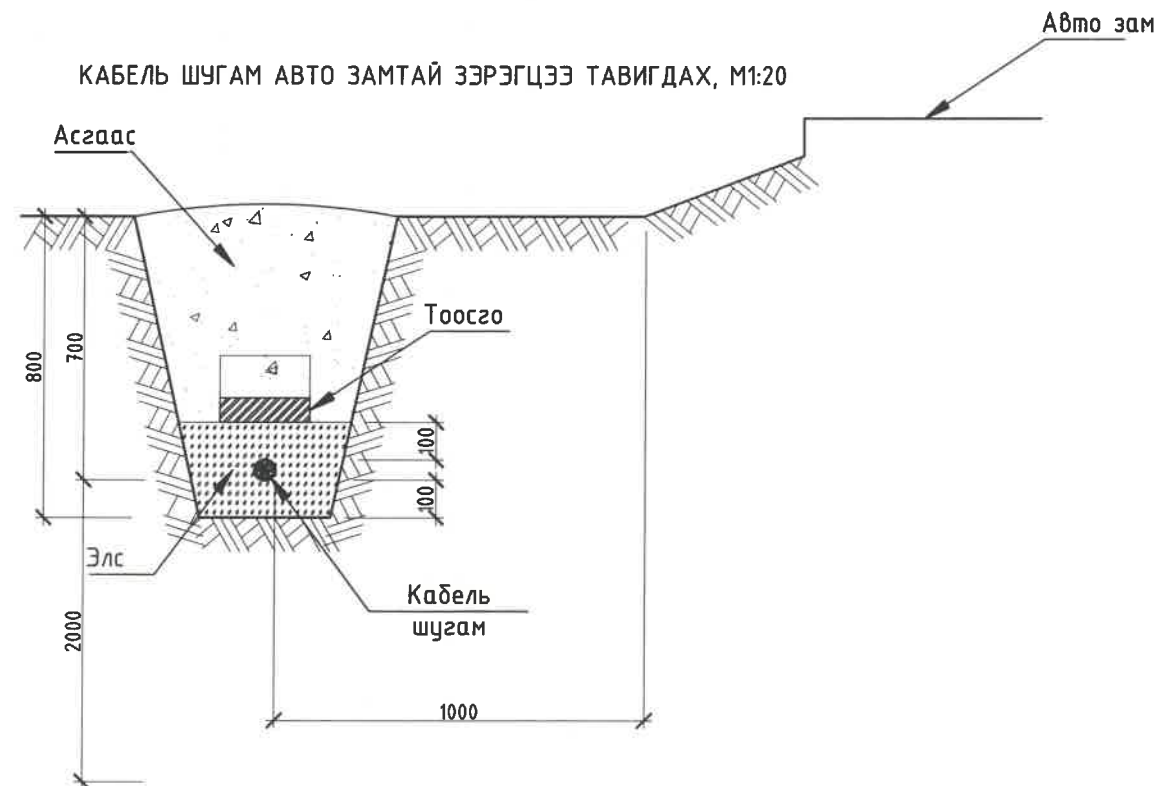 Авто зам
КАБЕЛЬ ШУГАМ АВТО ЗАМТАЙ ЗЭРЭГЦЭЭ ТАВИГДАХ, М1:20
Асгаас
Тоосго
800
700
100
100
Элс
Кабель
шугам
2000
1000